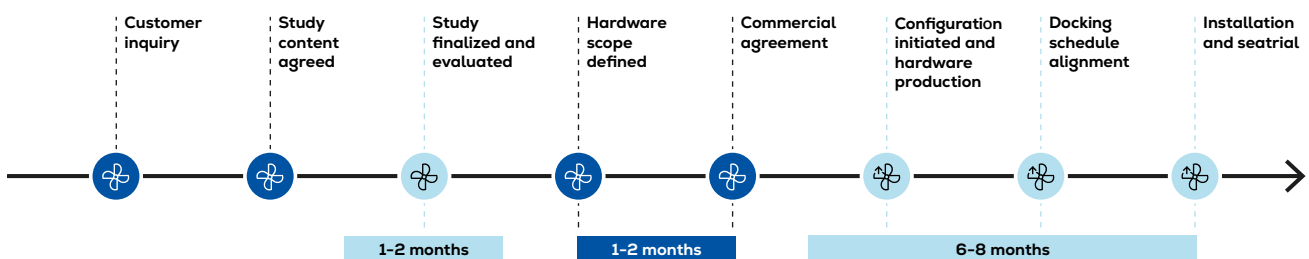 Customer
inquiry
Study
content
agreed
Study
finalized and
evaluated
Hardware
scope
defined
Commercial
agreement
Configuration
initiated and
hardware
production
Docking
schedule
alignment
Installation
and seatrial
1-2 months
1-2 months
6-8 months